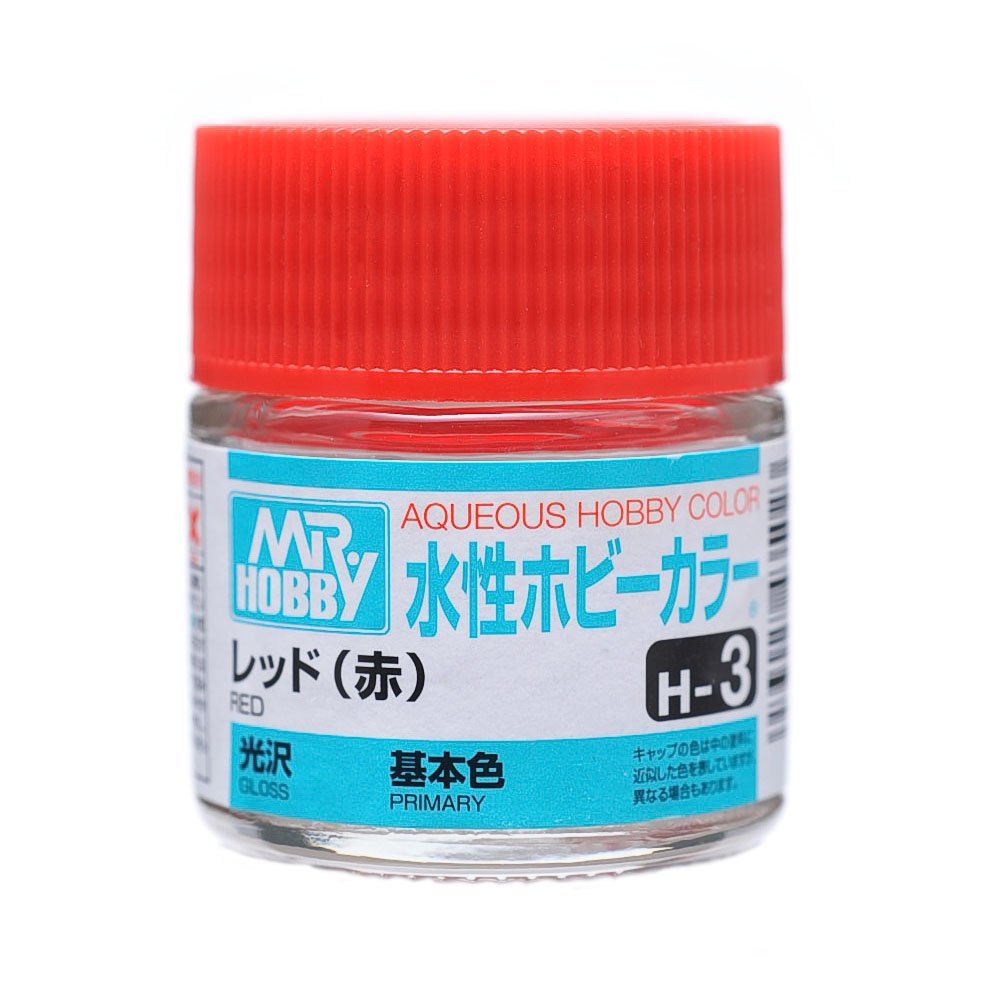 AQUEOUS HOBBY COLOR
MR.
HOBBY
水性ホビーカラー
レッド(赤)
RED
H-3
光沢
GLOSS
基本色
PRIMARY
キャップの色は中の塗料に
近似した色を表していますが、
異なる場合もあります。